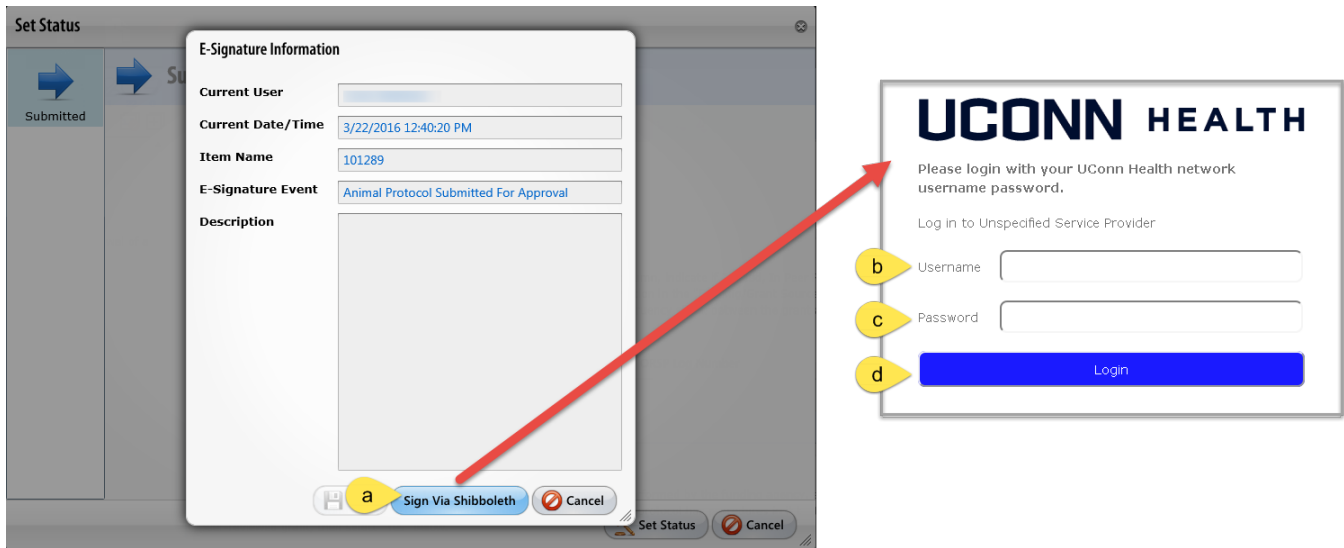 Set Status
Submitted
Su
E-Signature Information
Current User
Current Date/Time 3/22/2016 12:40:20 PM
Item Name 101289
E-Signature Event Animal Protocol Submitted For Approval
Description
a
Sign Via Shibboleth
Cancel
Set Status
Cancel
UCONN HEALTH
Please login with your UConn Health network
username password.
Log in to Unspecified Service Provider
b Username
c Password
d Login